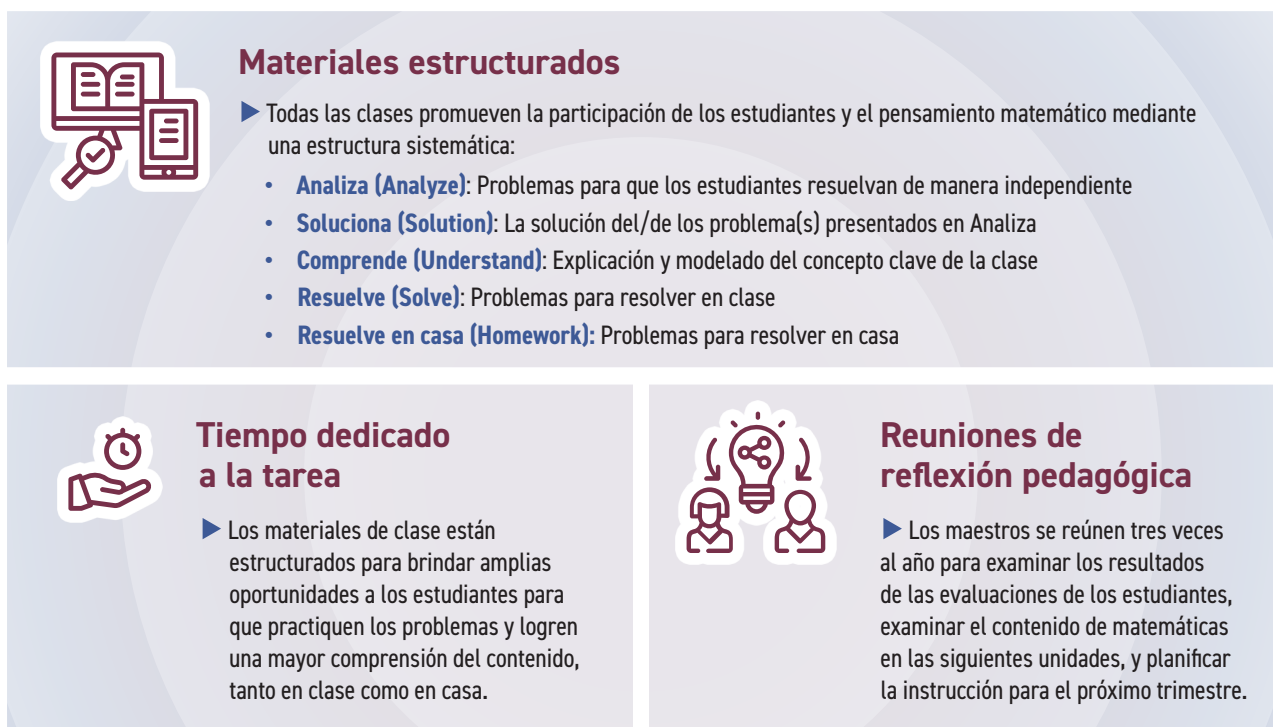 Materiales estructurados
▶ Todas las clases promueven la participación de los estudiantes y el pensamiento matemático mediante
una estructura sistemática:
• Analiza (Analyze): Problemas para que los estudiantes resuelvan de manera independiente
• Soluciona (Solution): La solución del/de los problema(s) presentados en Analiza
• Comprende (Understand): Explicación y modelado del concepto clave de la clase
• Resuelve (Solve): Problemas para resolver en clase
• Resuelve en casa (Homework): Problemas para resolver en casa
Tiempo dedicado
a la tarea
▶ Los materiales de clase están
estructurados para brindar amplias
oportunidades a los estudiantes para
que practiquen los problemas y logren
una mayor comprensión del contenido,
tanto en clase como en casa.
Reuniones de
reflexión pedagógica
▶ Los maestros se reúnen tres veces
al año para examinar los resultados
de las evaluaciones de los estudiantes,
examinar el contenido de matemáticas
en las siguientes unidades, y planificar
la instrucción para el próximo trimestre.